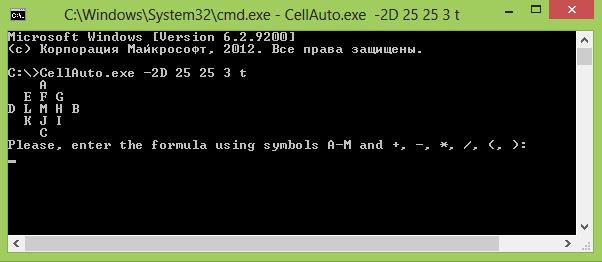 C:\Windows\System32\cmd.exe - CellAuto.exe -2D 25 25 3 t
Microsoft Windows [Version 6.2.9200]
(c) Корпорация Майкрософт, 2012. Все права защищены.
C:\>CellAuto.exe -2D 25 25 3 t
A
E F G
D L M H B
K J I
C
Please, enter the formula using symbols A-M and +, -, *, /, (, ):